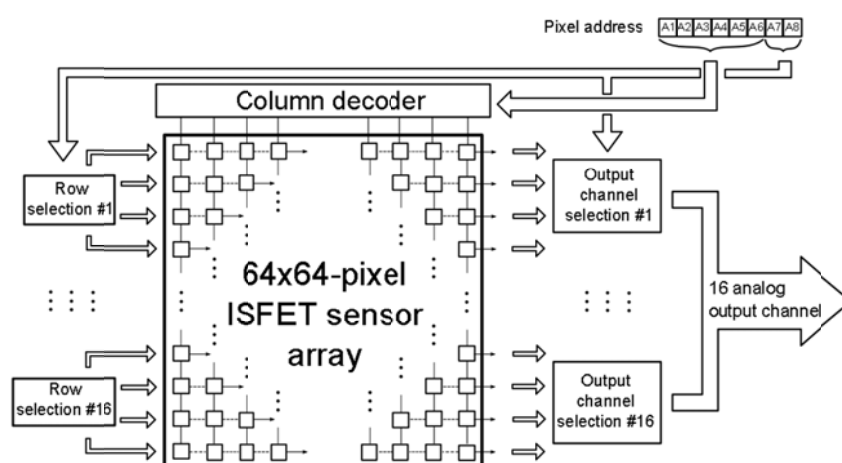 Pixel address A1 A2 A3 A4 A5 A6 A7 A8
Column decoder
Row
selection #1
Output
channel
selection #1
64x64-pixel
ISFET sensor
array
16 analog
output channel
Row
selection #16
Output
channel
selection #16